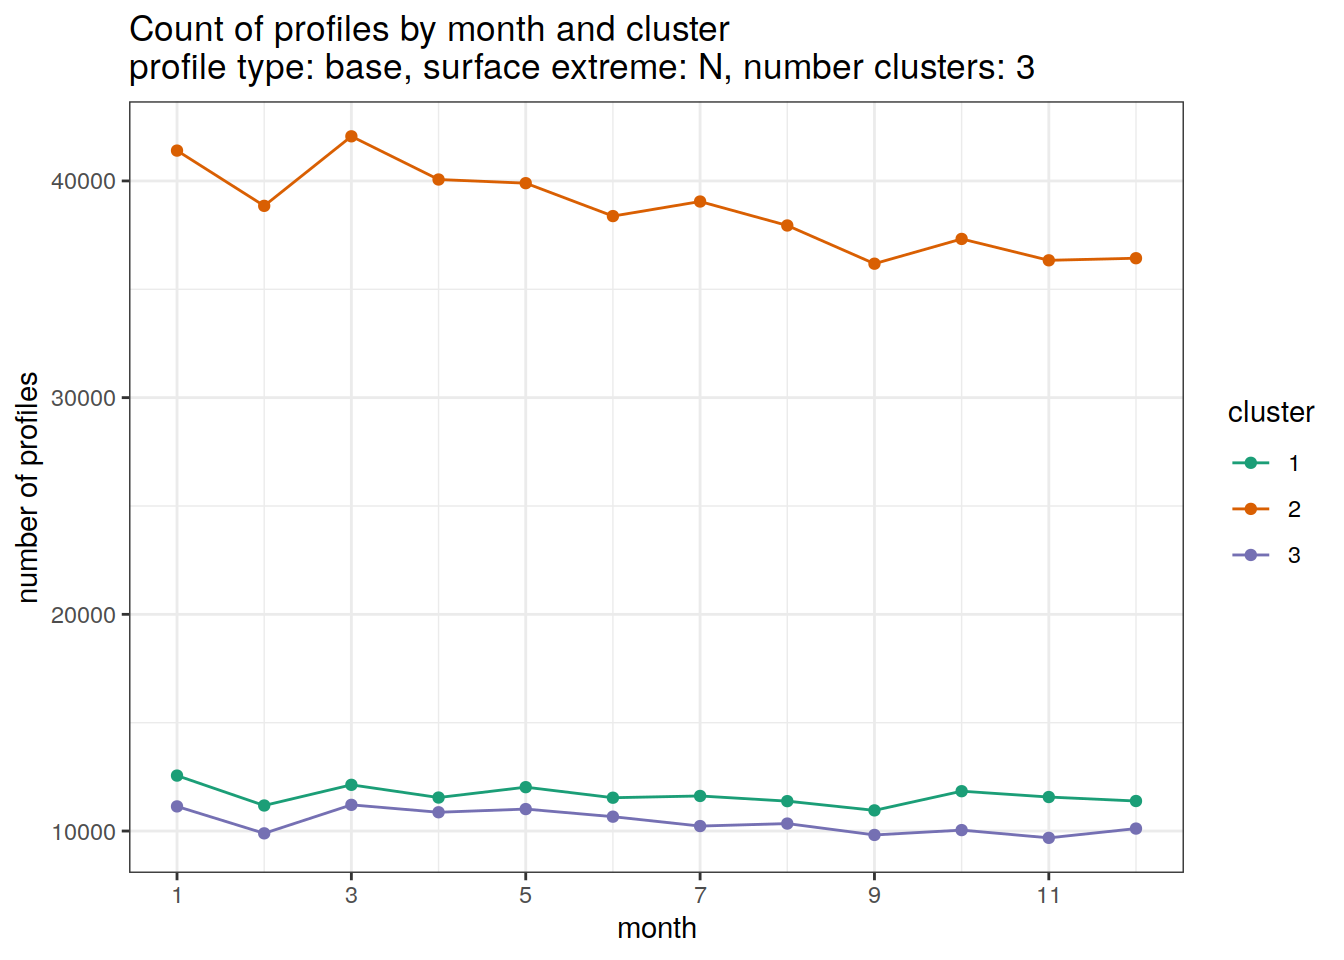 Count of profiles by month and cluster
profile type: base, surface extreme: N, number clusters: 3
number of profiles
40000
30000
20000
10000
1
3
5
7
9
11
month
cluster
1
2
3